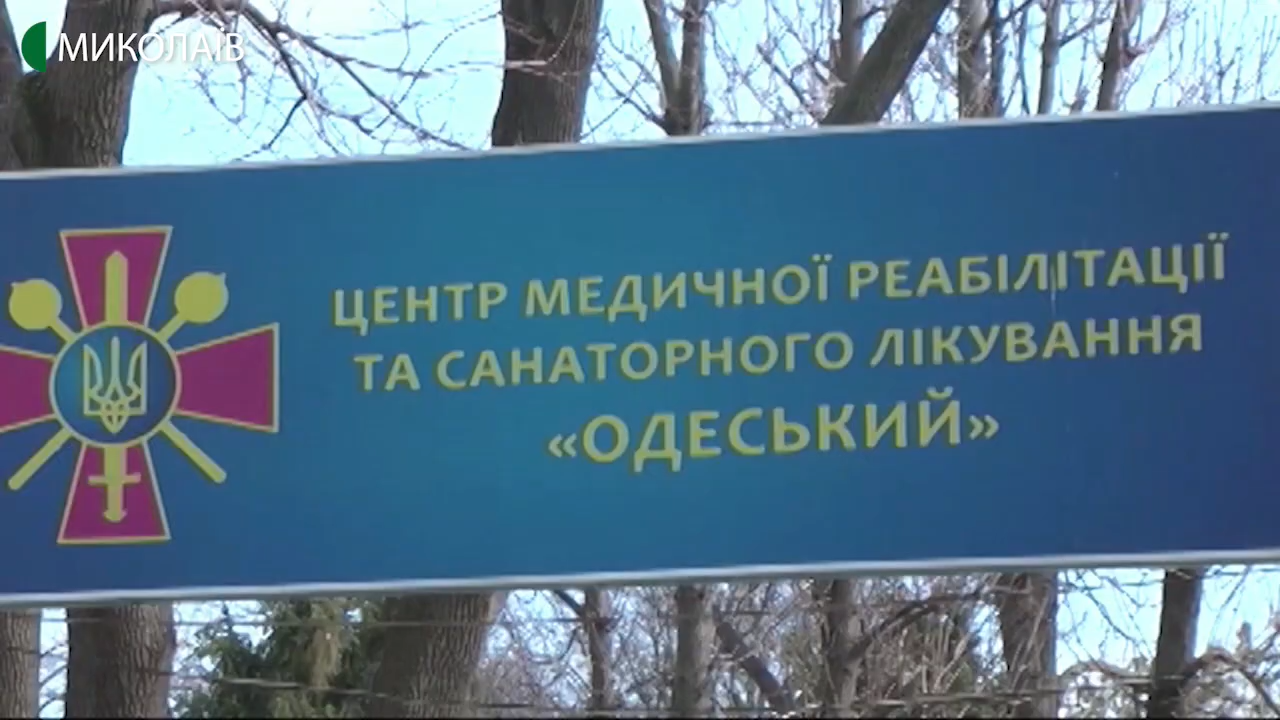 МИКОЛАЇВ
ЦЕНТР МЕДИЧНОЇ РЕАБІЛІТАЦІЇ
ТА САНАТОРНОГО ЛІКУВАННЯ
«ОДЕСЬКИЙ»